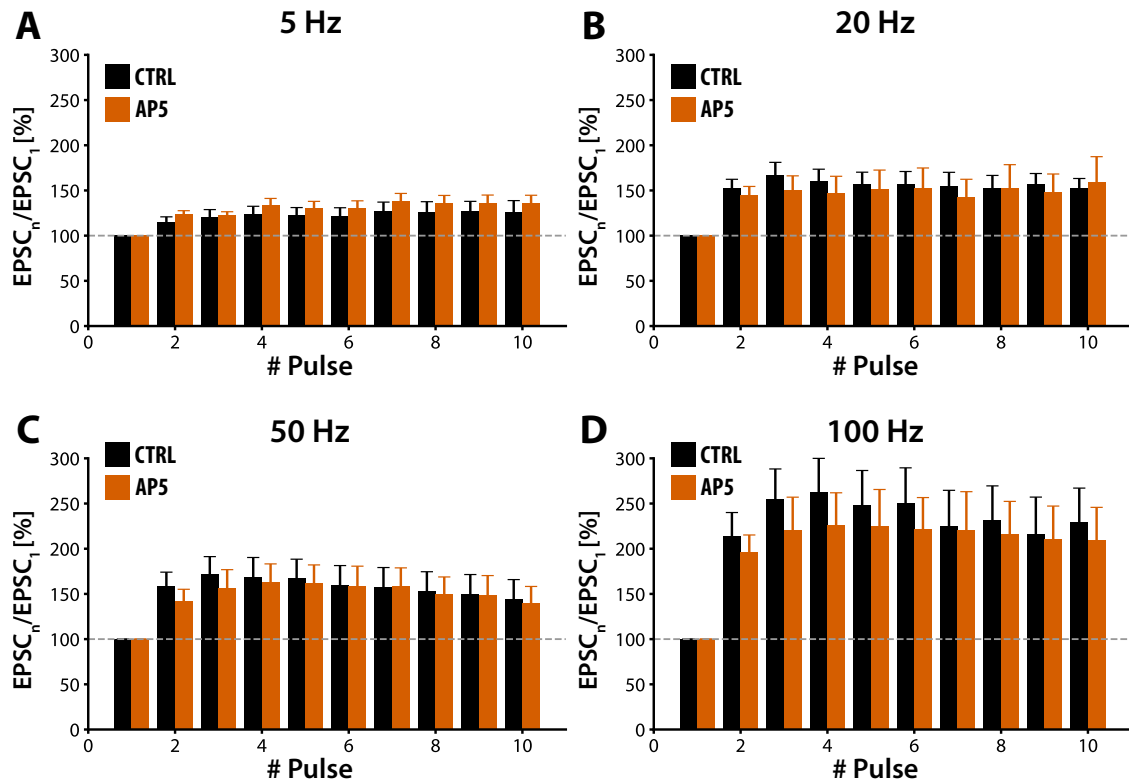 A
5 Hz
EPSCn/EPSC1 [%]
300
250
200
150
100
50
0
CTRL
AP5
0 2 4 6 8 10
# Pulse
B
20 Hz
EPSCn/EPSC1 [%]
300
250
200
150
100
50
0
CTRL
AP5
0 2 4 6 8 10
# Pulse
C
50 Hz
EPSCn/EPSC1 [%]
300
250
200
150
100
50
0
CTRL
AP5
0 2 4 6 8 10
# Pulse
D
100 Hz
EPSCn/EPSC1 [%]
300
250
200
150
100
50
0
CTRL
AP5
0 2 4 6 8 10
# Pulse